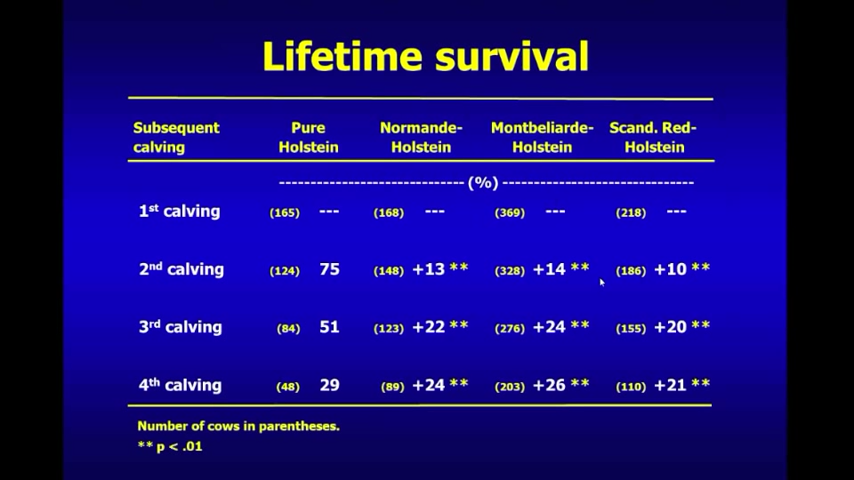 Lifetime survival
Subsequent calving Pure Holstein Normande-Holstein Montbeliarde-Holstein Scand. Red-Holstein
------------------------------ (%) ------------------------------
1st calving (165) --- (168) --- (369) --- (218) ---
2nd calving (124) 75 (148) +13 ** (328) +14 ** (186) +10 **
3rd calving (84) 51 (123) +22 ** (276) +24 ** (155) +20 **
4th calving (48) 29 (89) +24 ** (203) +26 ** (110) +21 **
Number of cows in parentheses.
** p < .01